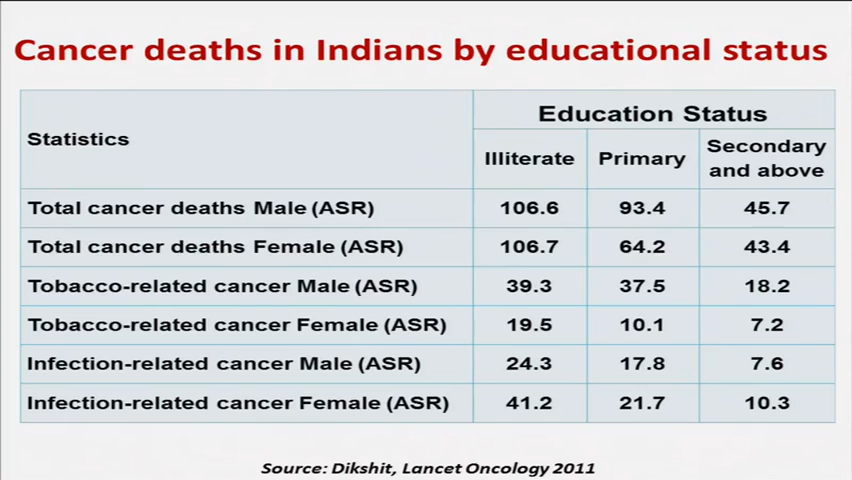 Cancer deaths in Indians by educational status
Statistics
Education Status
Illiterate Primary Secondary and above
Total cancer deaths Male (ASR) 106.6 93.4 45.7
Total cancer deaths Female (ASR) 106.7 64.2 43.4
Tobacco-related cancer Male (ASR) 39.3 37.5 18.2
Tobacco-related cancer Female (ASR) 19.5 10.1 7.2
Infection-related cancer Male (ASR) 24.3 17.8 7.6
Infection-related cancer Female (ASR) 41.2 21.7 10.3
Source: Dikshit, Lancet Oncology 2011